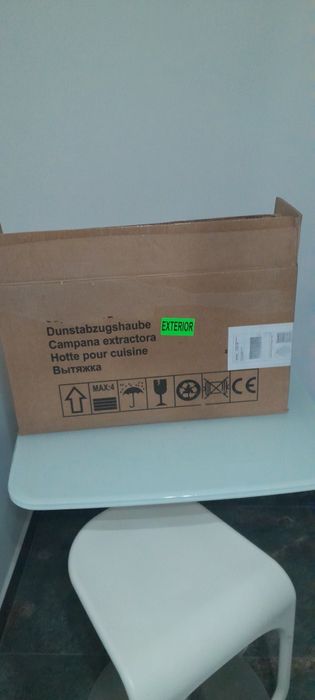 Dunstabzugshaube
EXTERIOR
Campana extractora
Hotte pour cuisine
Вытяжка
MAX:4
CE